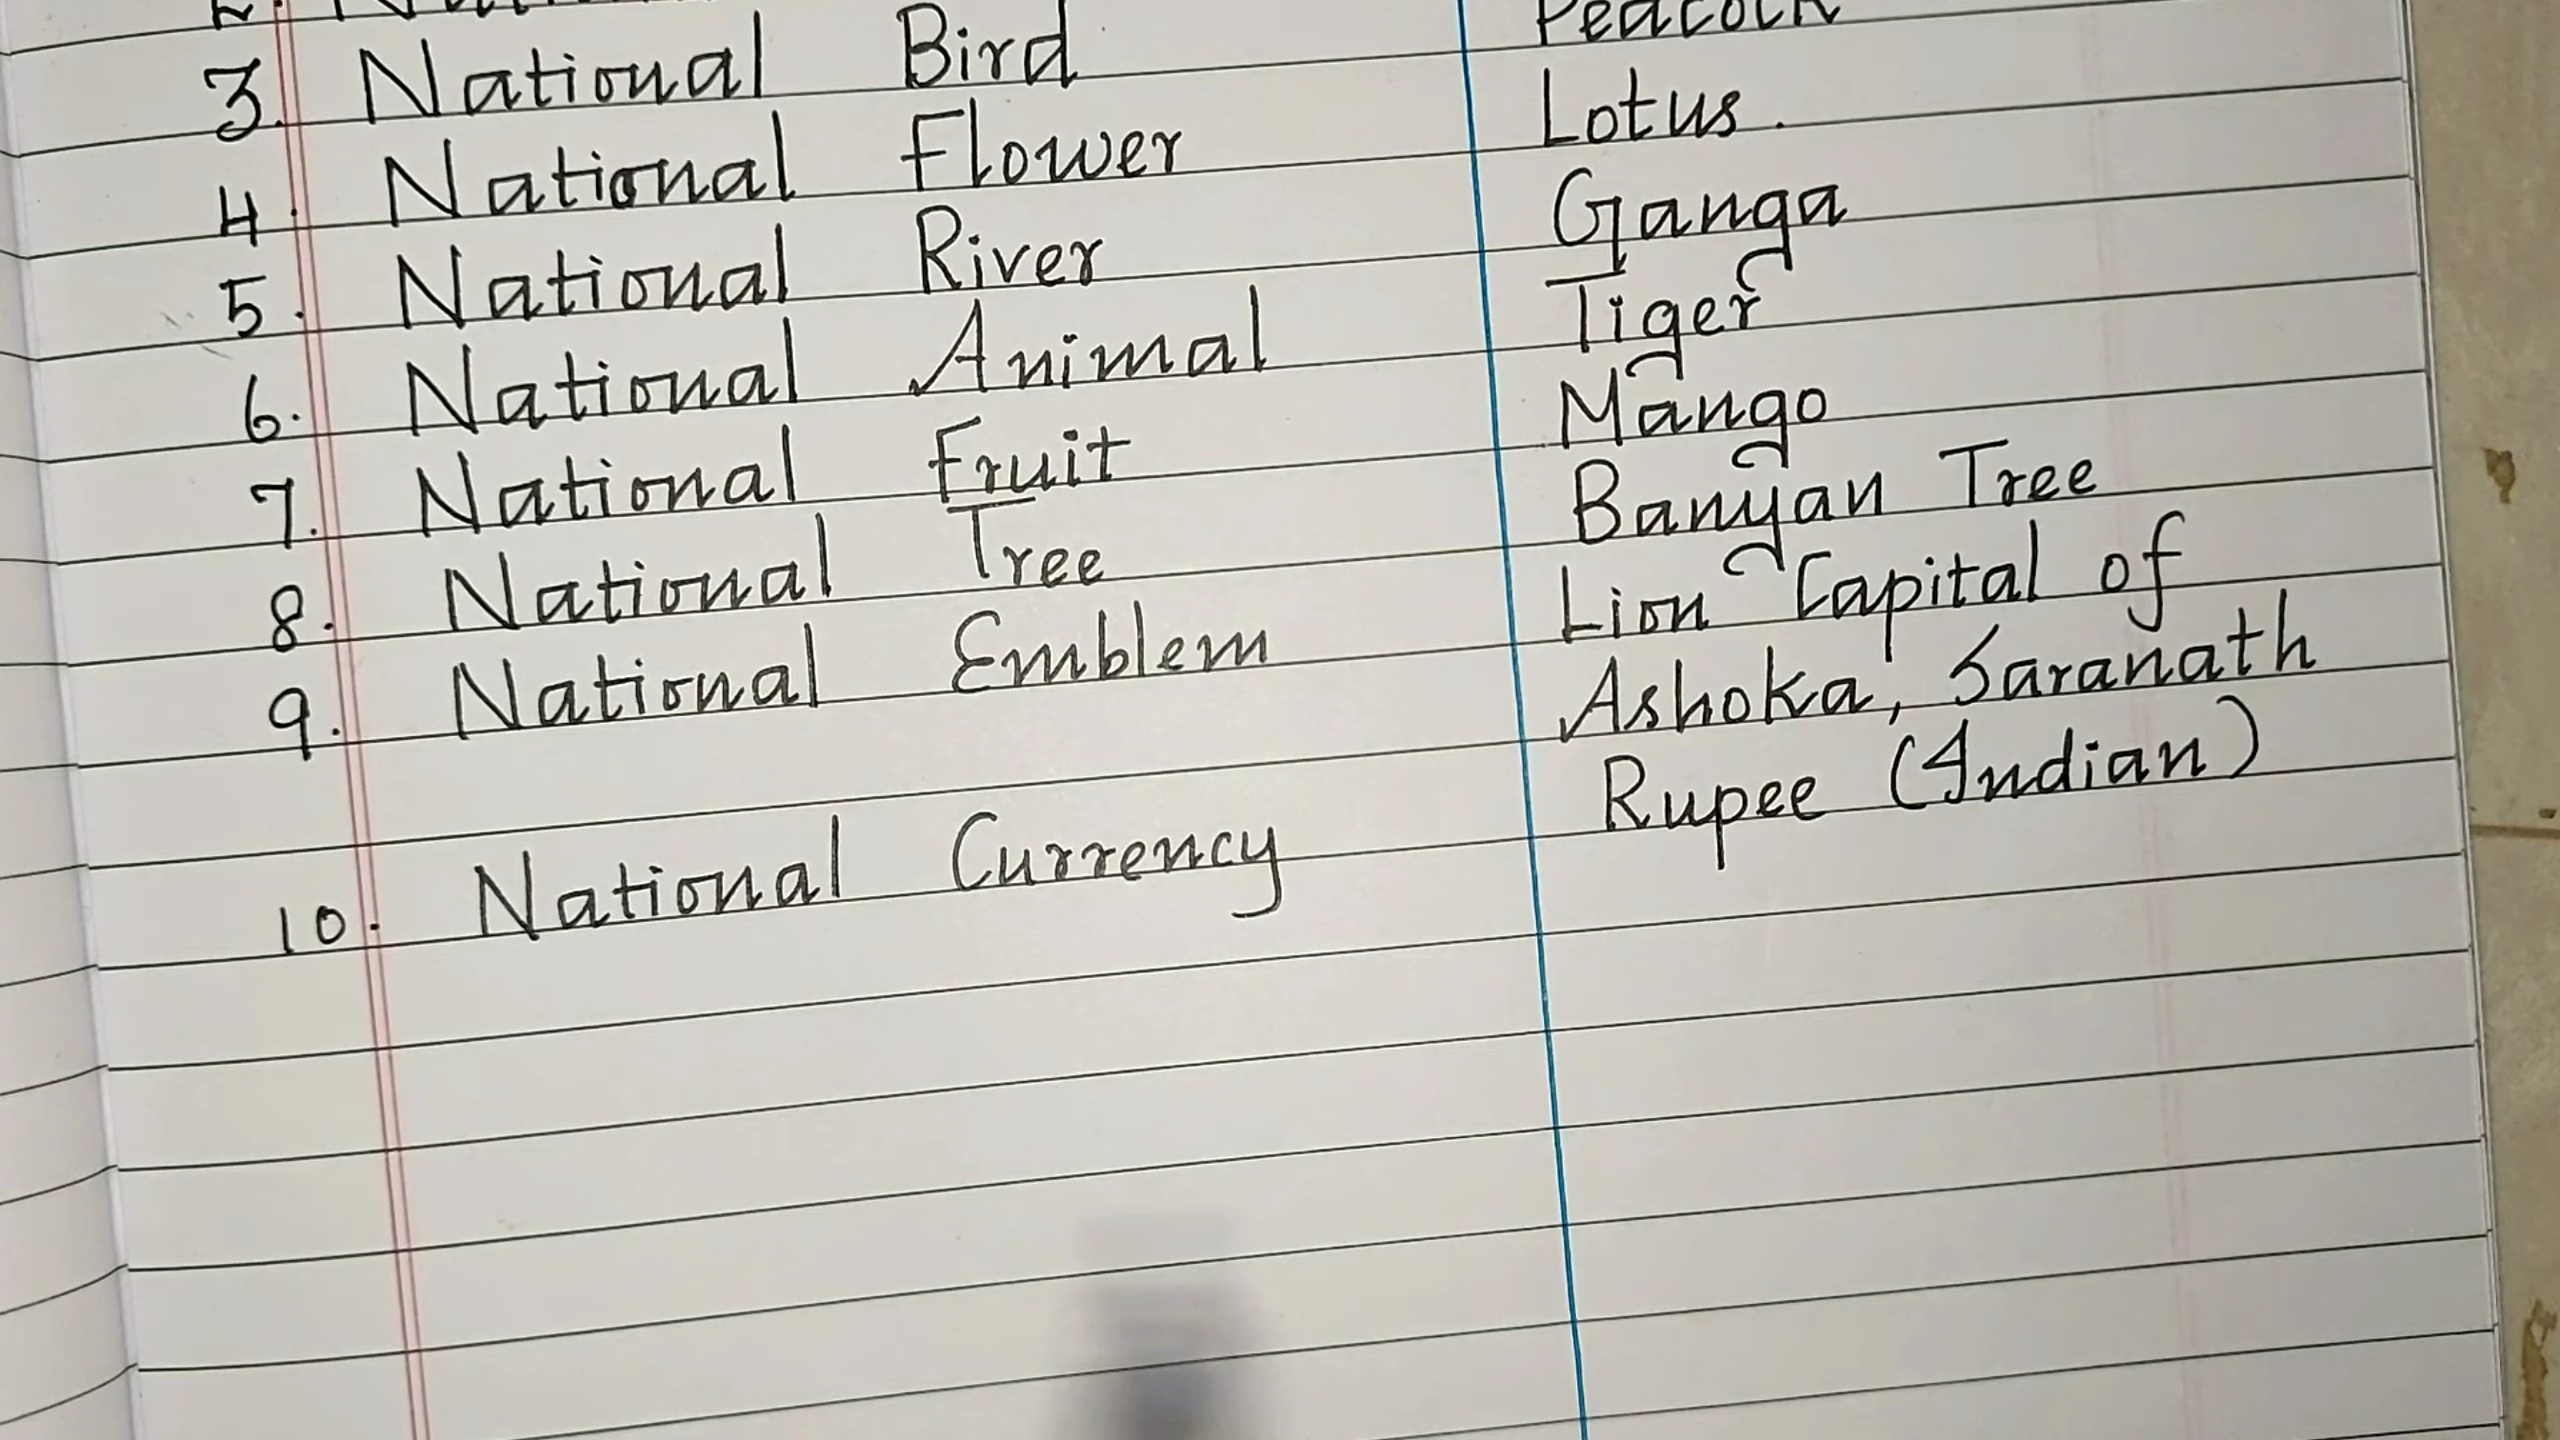 3. National Bird Peacock
4. National Flower Lotus.
5. National River Ganga
6. National Animal Tiger
7. National Fruit Mango
8. National Tree Banyan Tree
9. National Emblem Lion Capital of
Ashoka, Saranath
10. National Currency Rupee (Indian)